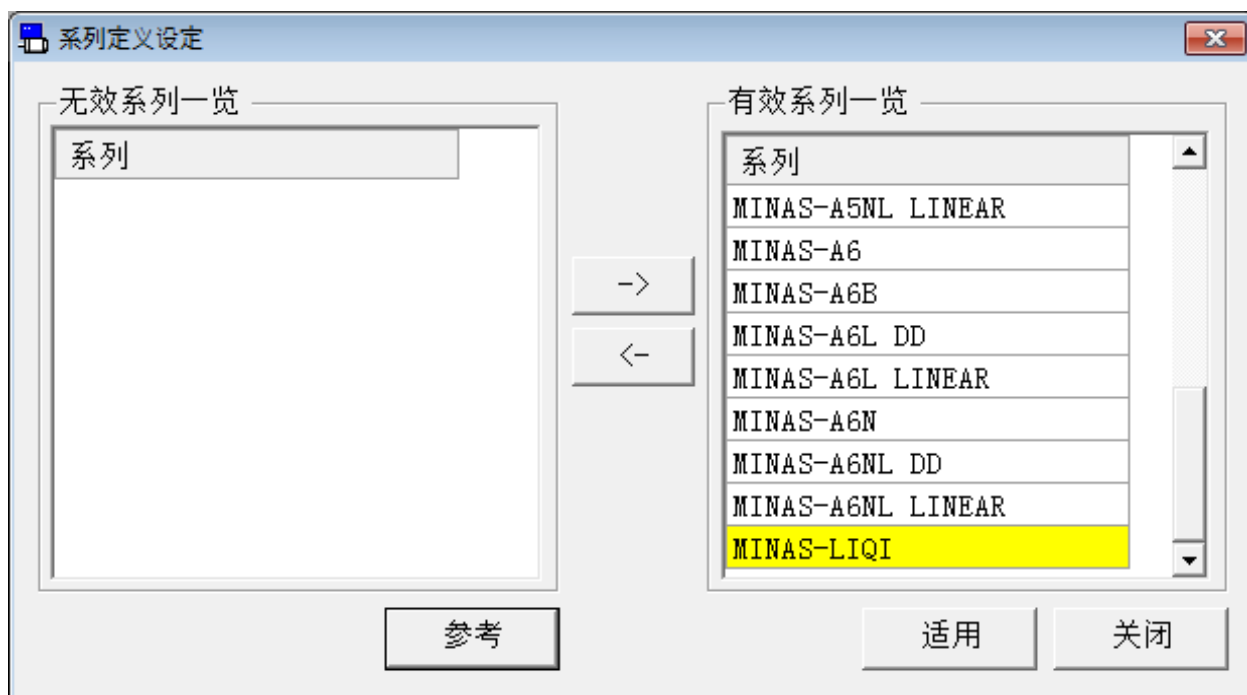 系列定义设定
无效系列一览
系列
->
<-
参考
有效系列一览
系列
MINAS-A5NL LINEAR
MINAS-A6
MINAS-A6B
MINAS-A6L DD
MINAS-A6L LINEAR
MINAS-A6N
MINAS-A6NL DD
MINAS-A6NL LINEAR
MINAS-LIQI
适用
关闭